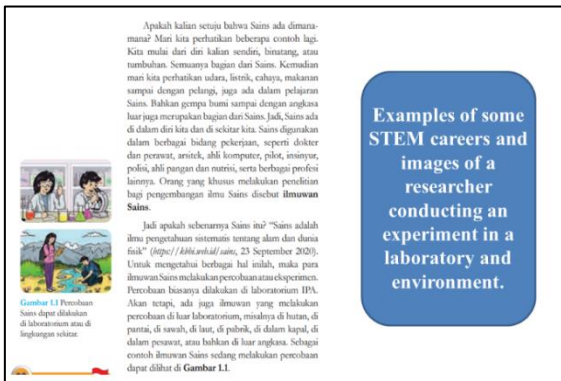 Apakah kalian setuju bahwa Sains ada dimana-
mana? Mari kita perhatikan beberapa contoh lagi.
Kita mulai dari diri kalian sendiri, binatang, atau
tumbuhan. Semuanya bagian dari Sains. Kemudian
mari kita perhatikan udara, listrik, cahaya, makanan
sampai dengan pelangi, juga ada dalam pelajaran
Sains. Bahkan gempa bumi sampai dengan angkasa
luar juga merupakan bagian dari Sains. Jadi, Sains ada
di dalam diri kita dan di sekitar kita. Sains digunakan
dalam berbagai bidang pekerjaan, seperti dokter
dan perawat, arsitek, ahli komputer, pilot, insinyur,
polisi, ahli pangan dan nutrisi, serta berbagai profesi
lainnya. Orang yang khusus melakukan penelitian
bagi pengembangan ilmu Sains disebut ilmuwan
Sains.
Jadi apakah sebenarnya Sains itu? “Sains adalah
ilmu pengetahuan sistematis tentang alam dan dunia
fisik” (https://kbbi.web.id/sains, 23 September 2020).
Untuk mengetahui berbagai hal inilah, maka para
ilmuwan Sains melakukan percobaan atau eksperimen.
Percobaan biasanya dilakukan di laboratorium IPA.
Akan tetapi, ada juga ilmuwan yang melakukan
percobaan di luar laboratorium, misalnya di hutan, di
pantai, di sawah, di laut, di pabrik, di dalam kapal, di
dalam pesawat, atau bahkan di luar angkasa. Sebagai
contoh ilmuwan Sains sedang melakukan percobaan
dapat dilihat di Gambar 1.1.
Gambar 1.1 Percobaan
Sains dapat dilakukan
di laboratorium atau di
lingkungan sekitar.
Examples of some
STEM careers and
images of a
researcher
conducting an
experiment in a
laboratory and
environment.